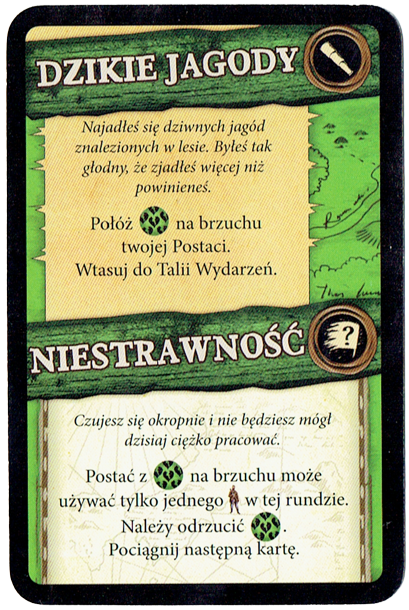 DZIKIE JAGODY
Najadłeś się dziwnych jagód
znalezionych w lesie. Byłeś tak
głodny, że zjadłeś więcej niż
powinieneś.
Połóż na brzuchu
twojej Postaci.
Wtasuj do Talii Wydarzeń.
NIESTRAWNOŚĆ
?
Czujesz się okropnie i nie będziesz mógł
dzisiaj ciężko pracować.
Postać z na brzuchu może
używać tylko jednego w tej rundzie.
Należy odrzucić .
Pociągnij następną kartę.